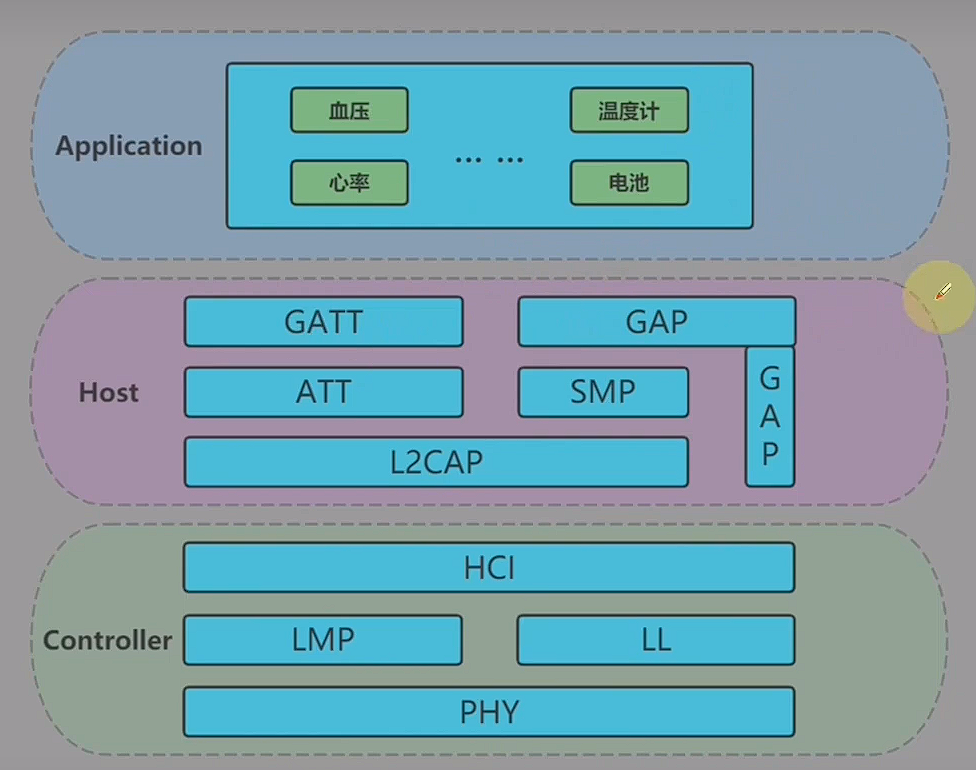 Application
血压
温度计
... ...
心率
电池
Host
GATT
GAP
ATT
SMP
GAP
L2CAP
Controller
HCI
LMP
LL
PHY